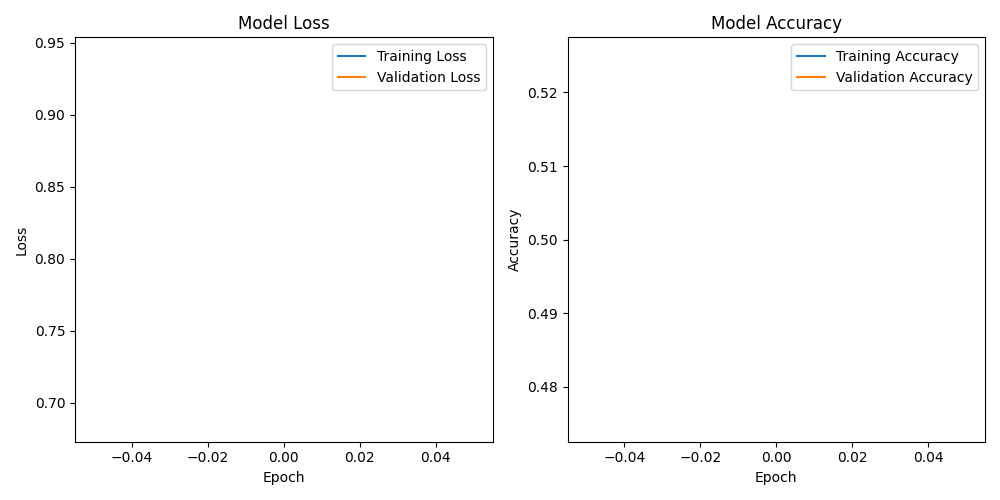 Model Loss
0.95
0.90
0.85
0.80
0.75
0.70
Loss
−0.04
−0.02
0.00
0.02
0.04
Epoch
Training Loss
Validation Loss
Model Accuracy
0.52
0.51
0.50
0.49
0.48
Accuracy
−0.04
−0.02
0.00
0.02
0.04
Epoch
Training Accuracy
Validation Accuracy